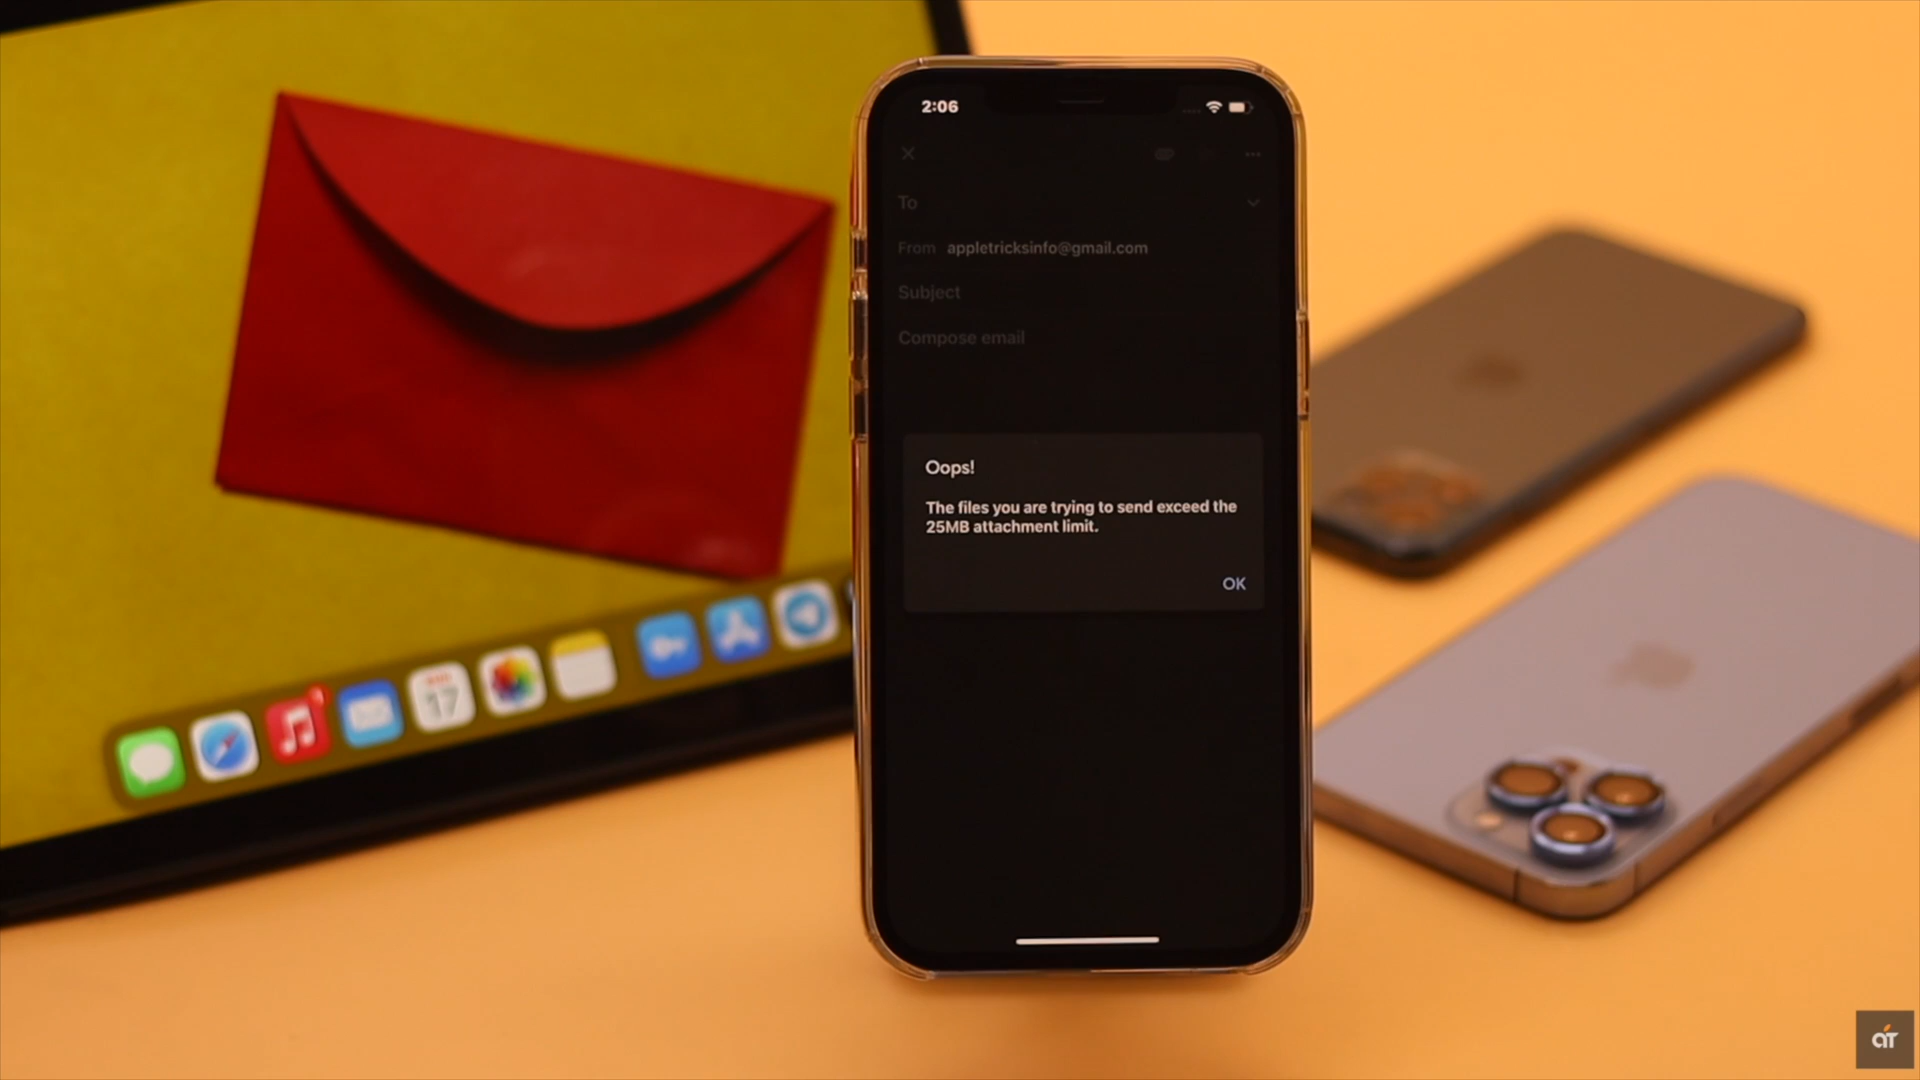 2:06
To
From appletricksinfo@gmail.com
Subject
Compose email
Oops!
The files you are trying to send exceed the
25MB attachment limit.
OK
17
aT